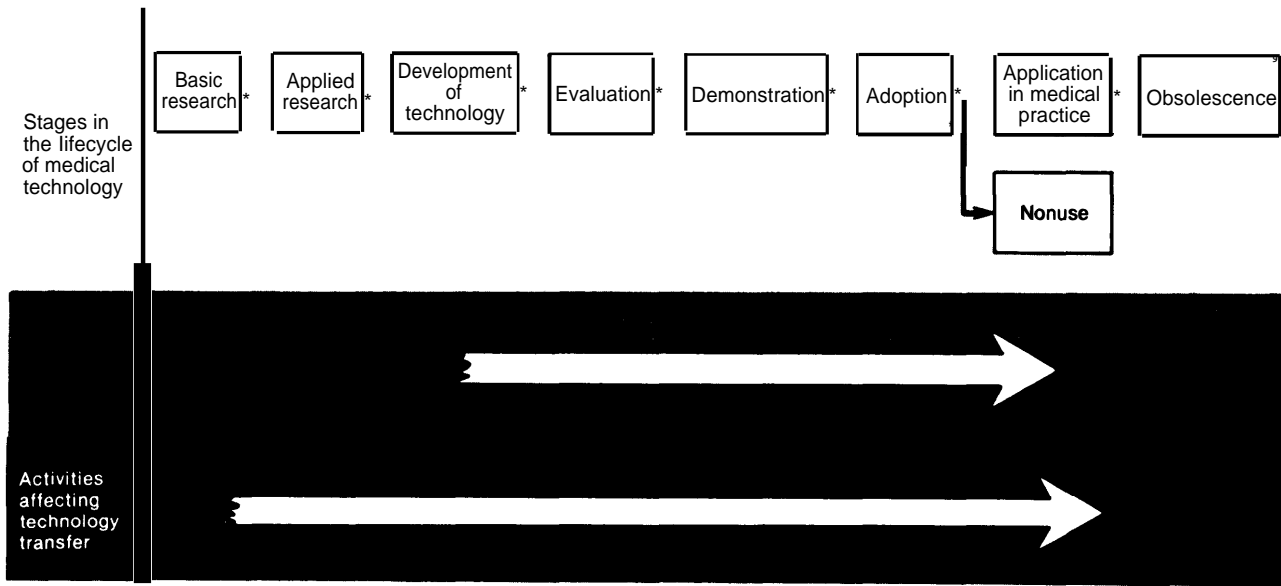 Stages in
the lifecycle
of medical
technology
Basic
research*
Applied
research*
Development
of
technology
*
Evaluation*
Demonstration*
Adoption*
Application
in medical
practice
*
Obsolescence
Nonuse
Activities
affecting
technology
transfer